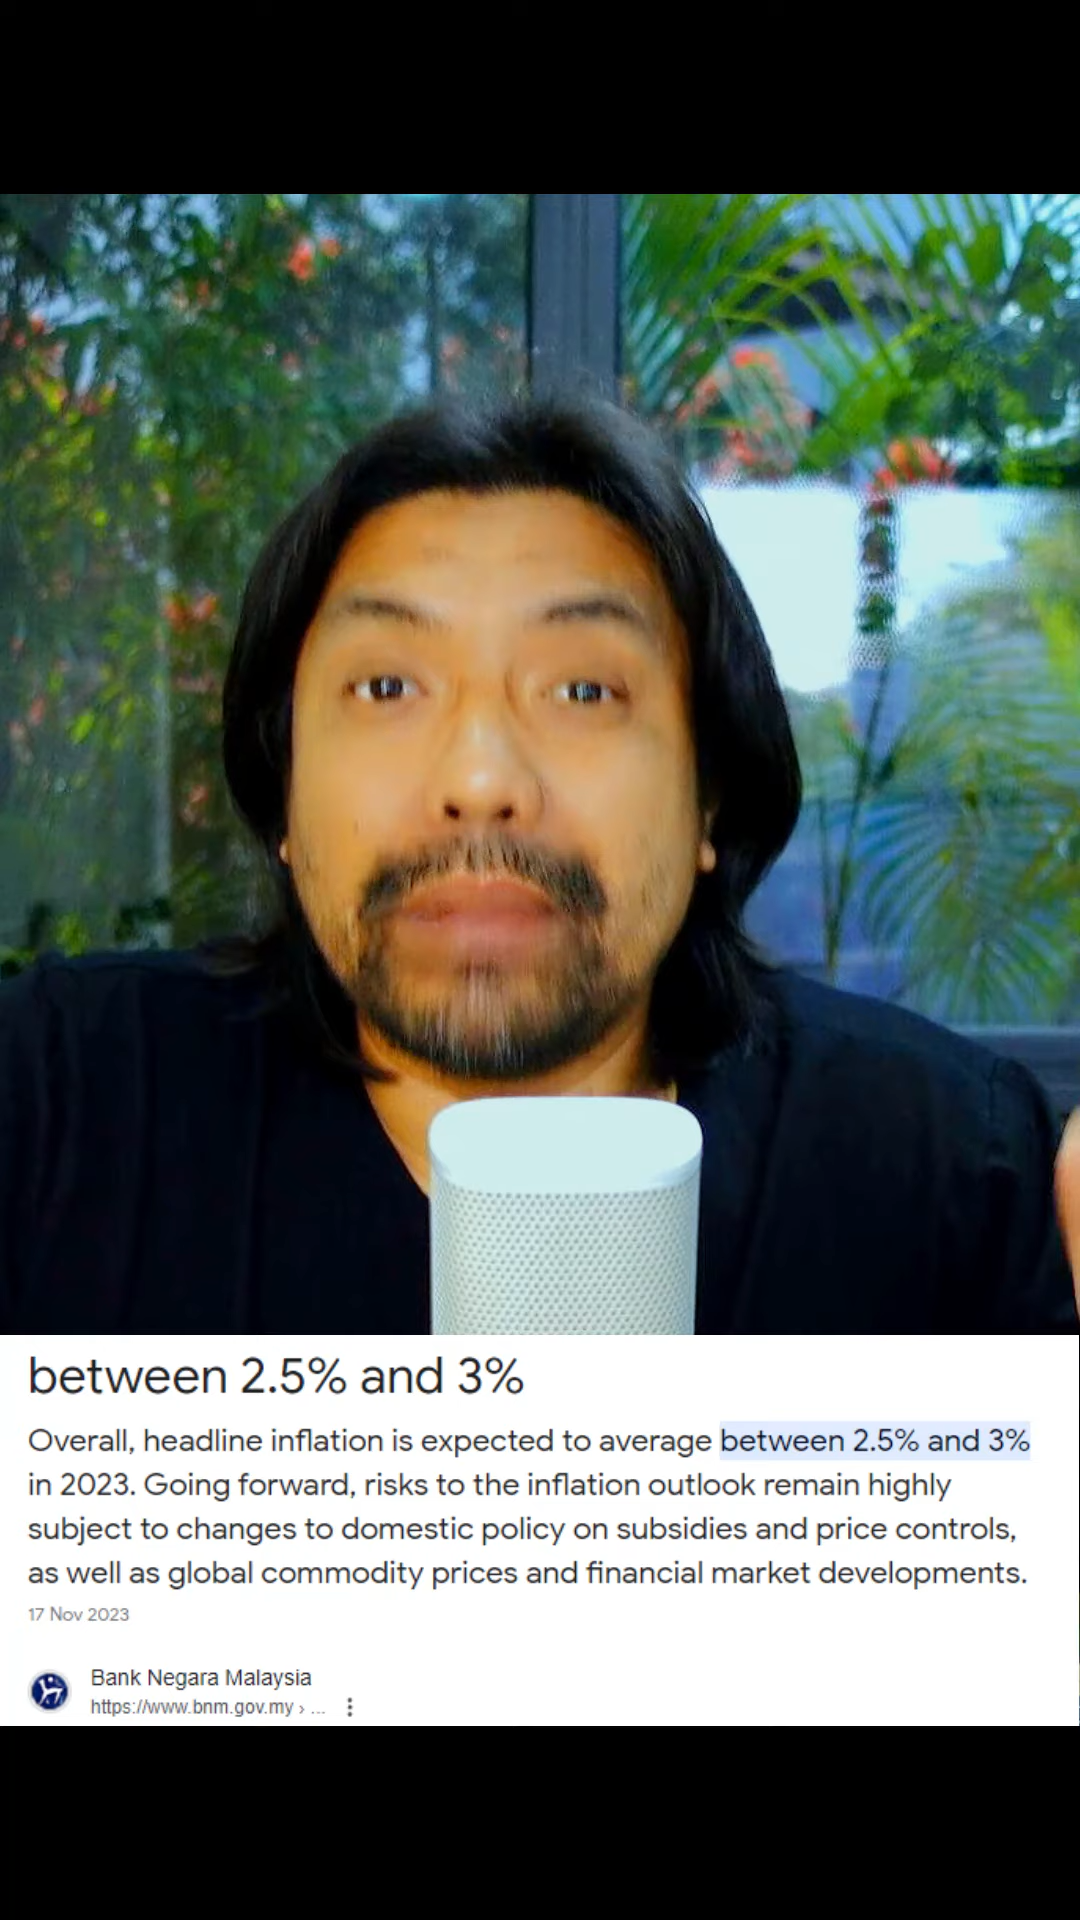 between 2.5% and 3%
Overall, headline inflation is expected to average between 2.5% and 3%
in 2023. Going forward, risks to the inflation outlook remain highly
subject to changes to domestic policy on subsidies and price controls,
as well as global commodity prices and financial market developments.
17 Nov 2023
Bank Negara Malaysia
https://www.bnm.gov.my › ...